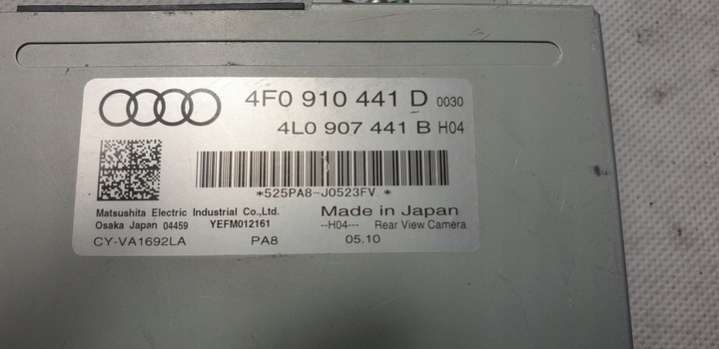 4F0 910 441 D 0030
4L0 907 441 B H04
*525PA8-J0523FV *
Matsushita Electric Industrial Co.,Ltd.
Osaka Japan 04459 YEFM012161
Made in Japan
--H04--- Rear View Camera
CY-VA1692LA PA8 05.10